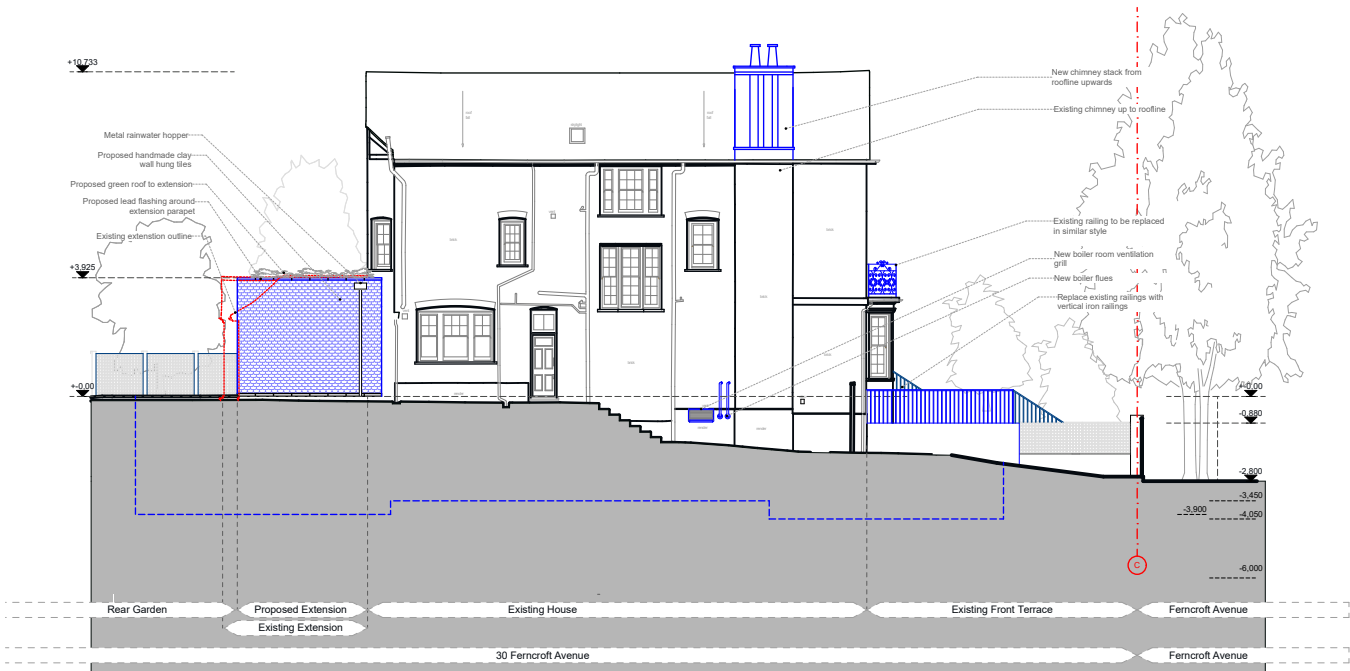 +10,733
New chimney stack from
roofline upwards
Existing chimney up to roofline
Metal rainwater hopper
Proposed handmade clay
wall hung tiles
Proposed green roof to extension
Proposed lead flashing around
extension parapet
Existing extenstion outline
+3,925
Existing railing to be replaced
in similar style
New boiler room ventilation
grill
New boiler flues
Replace existing railings with
vertical iron railings
+-0,00
+-0,00
-0,880
-2,800
-3,450
-3,900
-4,050
-6,000
C
Rear Garden
Proposed Extension
Existing House
Existing Front Terrace
Ferncroft Avenue
Existing Extension
30 Ferncroft Avenue
Ferncroft Avenue